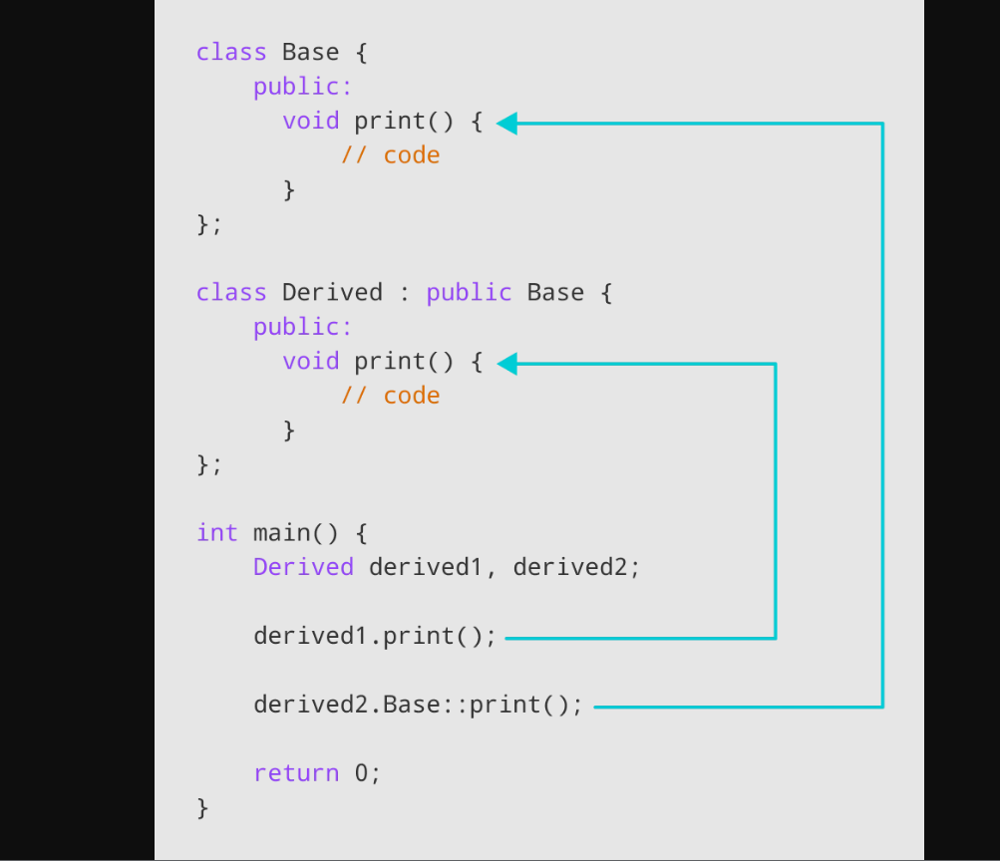 class Base {
    public:
      void print() {
          // code
      }
};

class Derived : public Base {
    public:
      void print() {
          // code
      }
};

int main() {
    Derived derived1, derived2;

    derived1.print();

    derived2.Base::print();

    return 0;
}